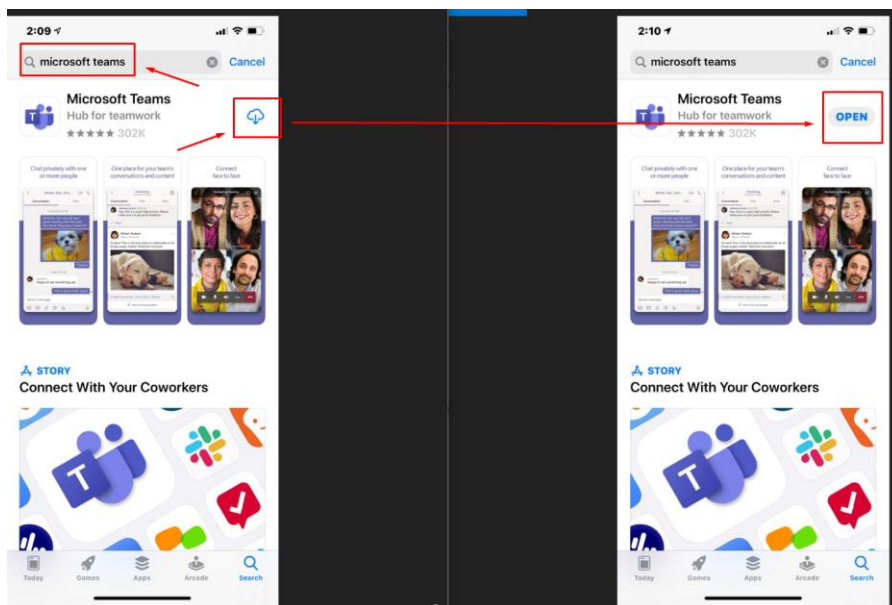 2:09
microsoft teams
Cancel
Microsoft Teams
Hub for teamwork
302K
Chat privately with one
or more people
One place for your team's
conversations and content
Connect
face to face
STORY
Connect With Your Coworkers
T
Today
Games
Apps
Arcade
Search
2:10
microsoft teams
Cancel
Microsoft Teams
Hub for teamwork
302K
OPEN
Chat privately with one
or more people
One place for your team's
conversations and content
Connect
face to face
STORY
Connect With Your Coworkers
T
Today
Games
Apps
Arcade
Search